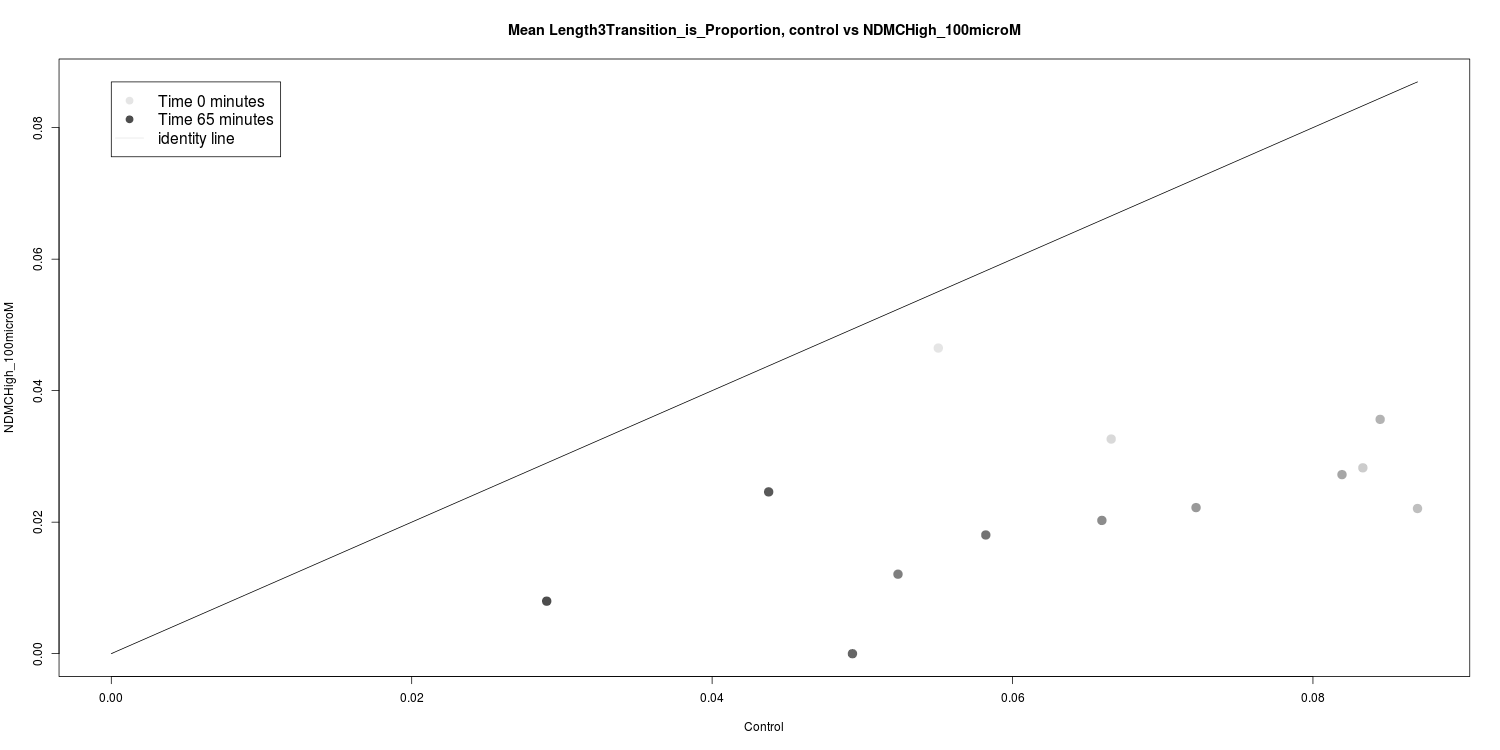 Mean Length3Transition_is_Proportion, control vs NDMCHigh_100microM
Time 0 minutes
Time 65 minutes
identity line
0.08
0.06
0.04
0.02
0.00
NDMCHigh_100microM
0.00 0.02 0.04 0.06 0.08
Control